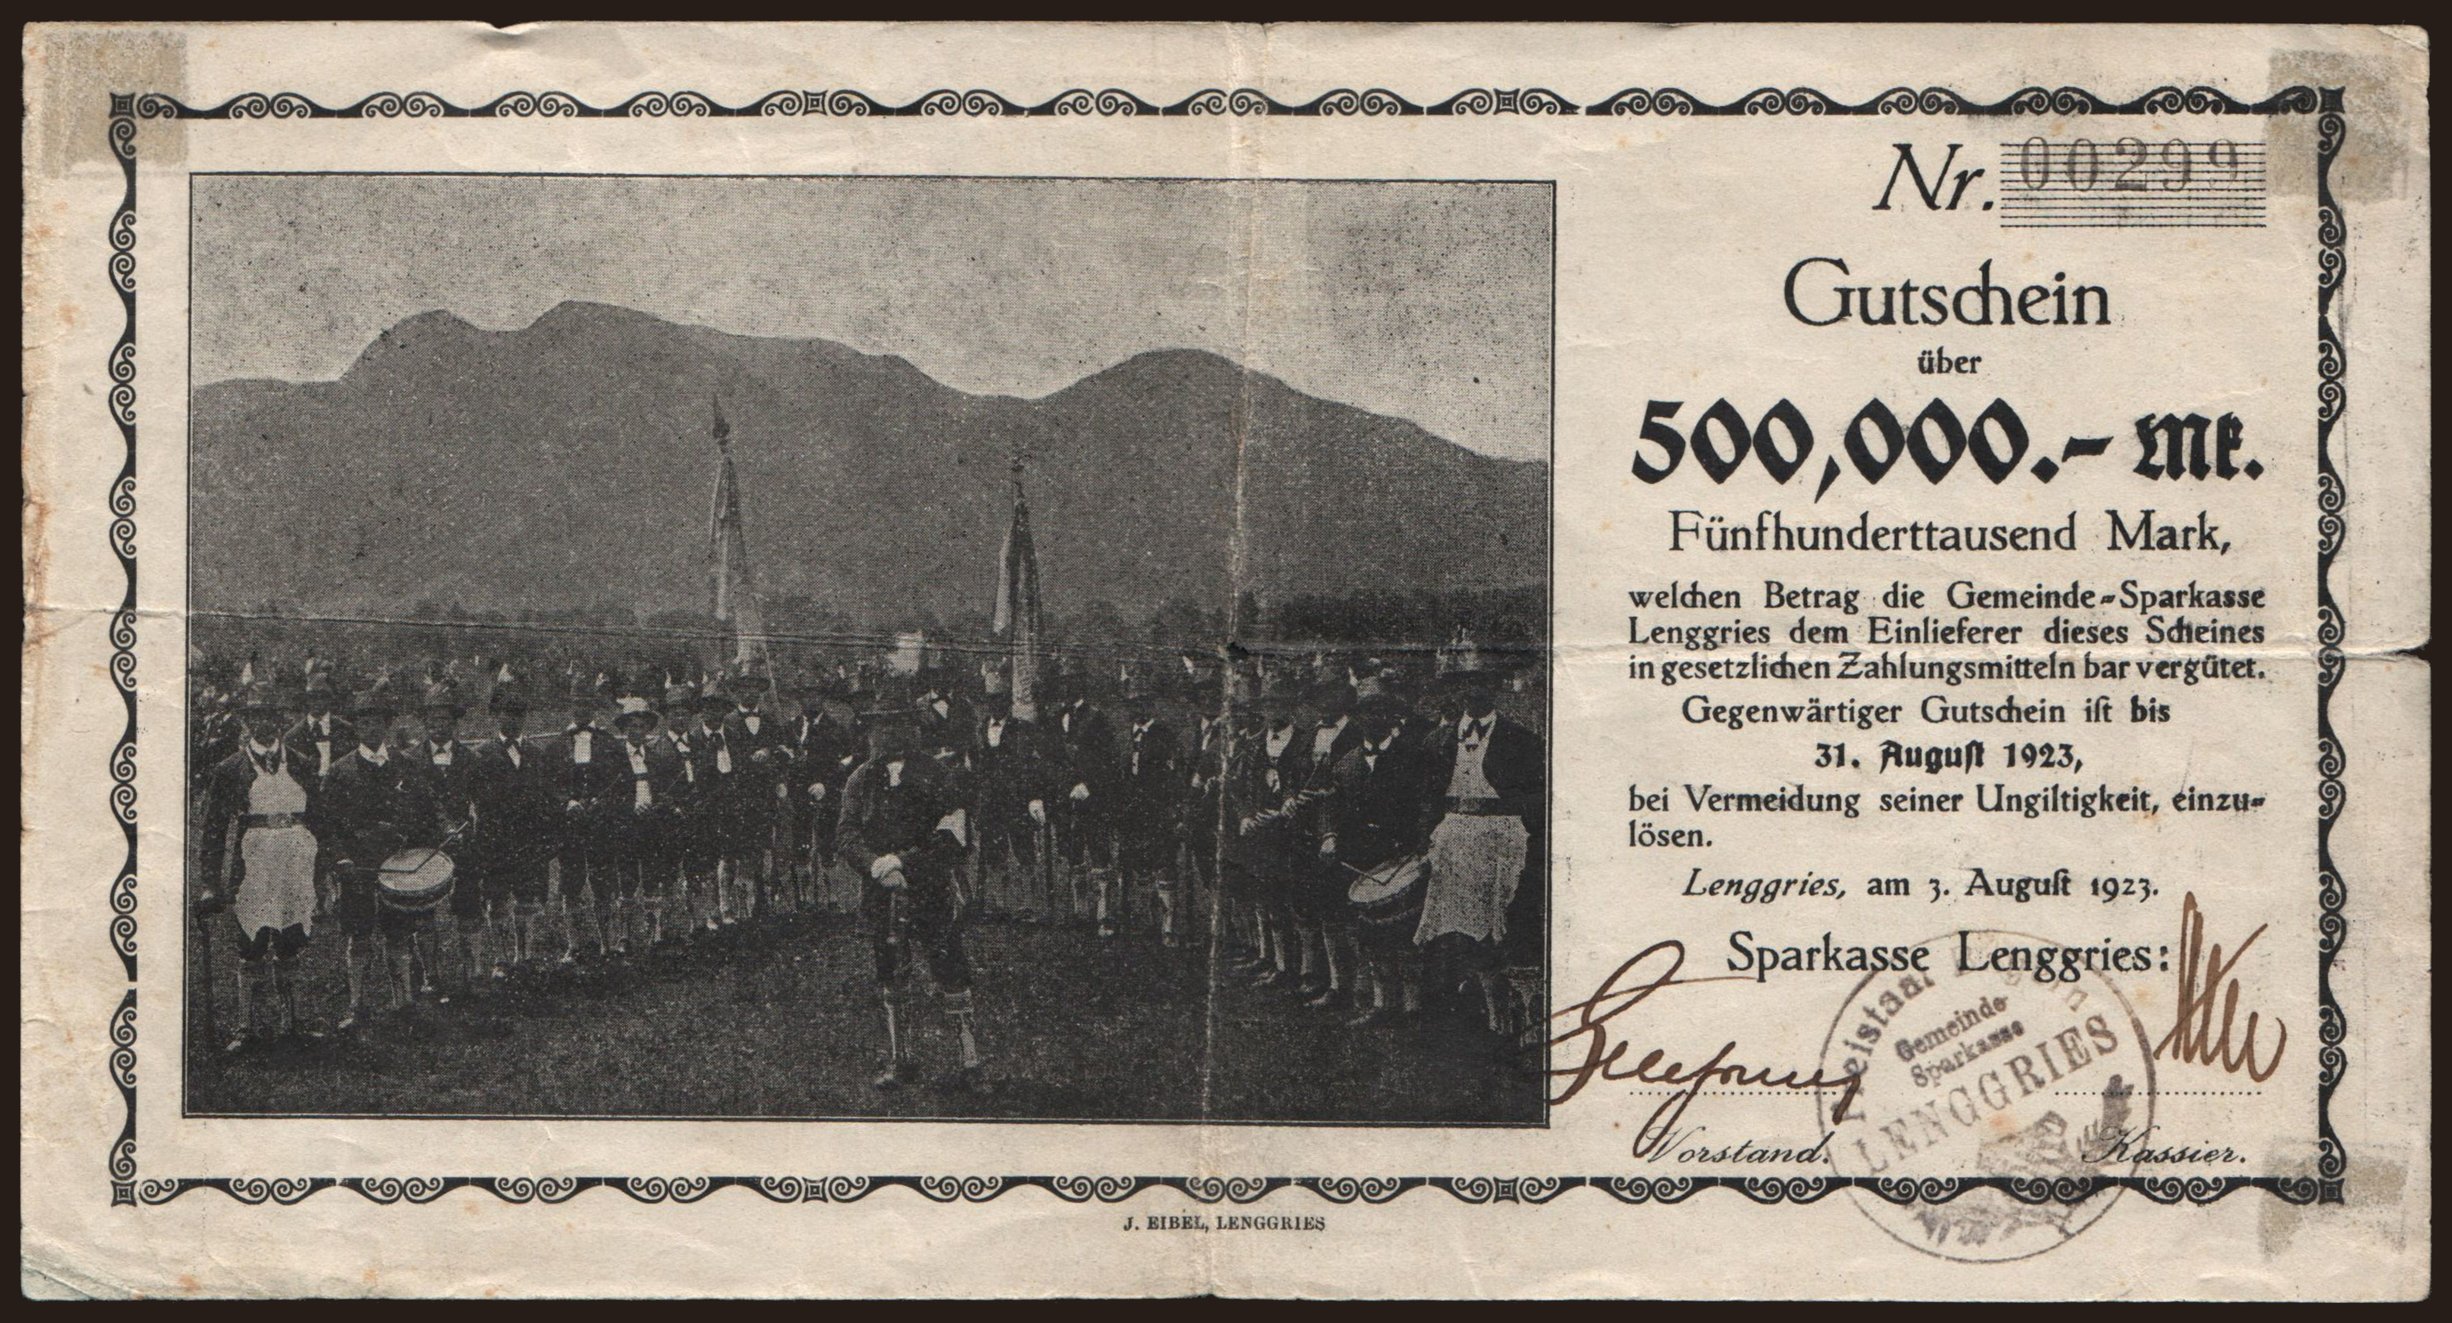 Nr. 00299
Gutschein
über
500,000.- Mk.
Fünfhunderttausend Mark,
welchen Betrag die Gemeinde-Sparkasse
Lenggries dem Einlieferer dieses Scheines
in gesetzlichen Zahlungsmitteln bar vergütet.
Gegenwärtiger Gutschein iſt bis
31. Auguſt 1923,
bei Vermeidung seiner Ungiltigkeit, einzu-
lösen.
Lenggries, am 3. Auguſt 1923.
Sparkasse Lenggries:
Gemeinde
Sparkasse
LENGGRIES
Vorstand. Kassier.
J. EIBEL, LENGGRIES